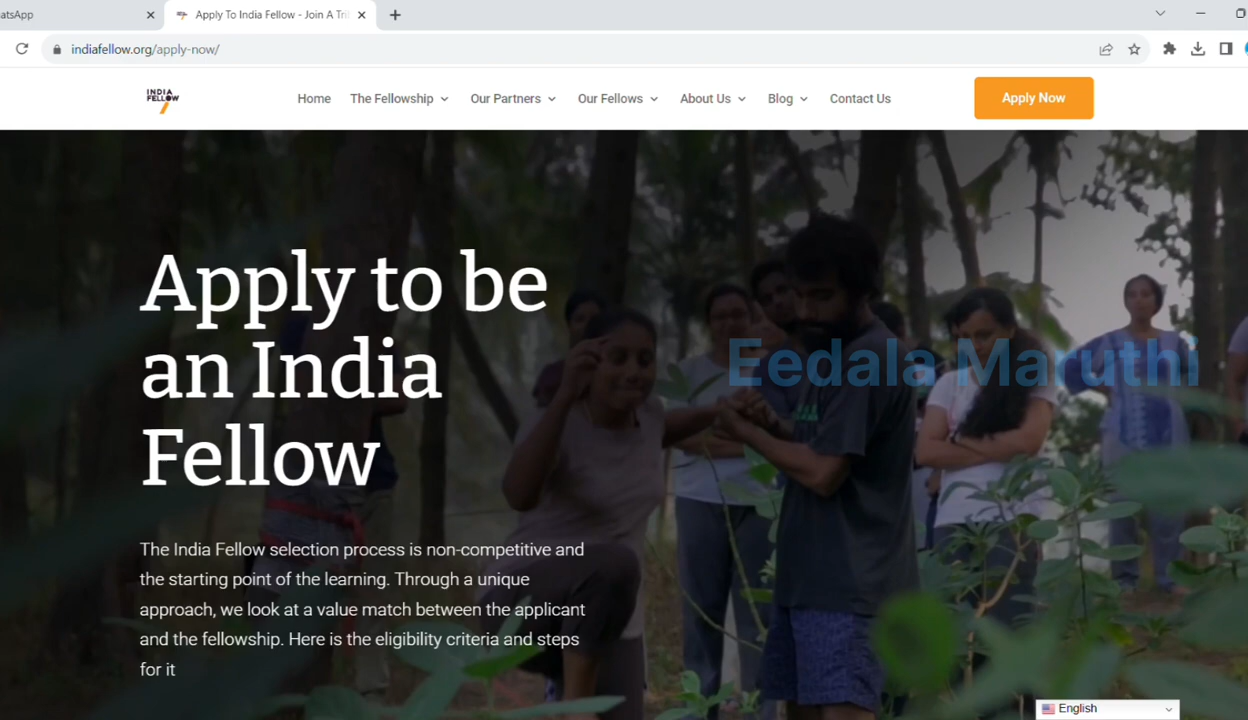 atsApp
Apply To India Fellow - Join A Tri
indiafellow.org/apply-now/
INDIA
FELLOW
Home
The Fellowship
Our Partners
Our Fellows
About Us
Blog
Contact Us
Apply Now
Apply to be
an India
Fellow
Eedala Maruthi
The India Fellow selection process is non-competitive and
the starting point of the learning. Through a unique
approach, we look at a value match between the applicant
and the fellowship. Here is the eligibility criteria and steps
for it
English